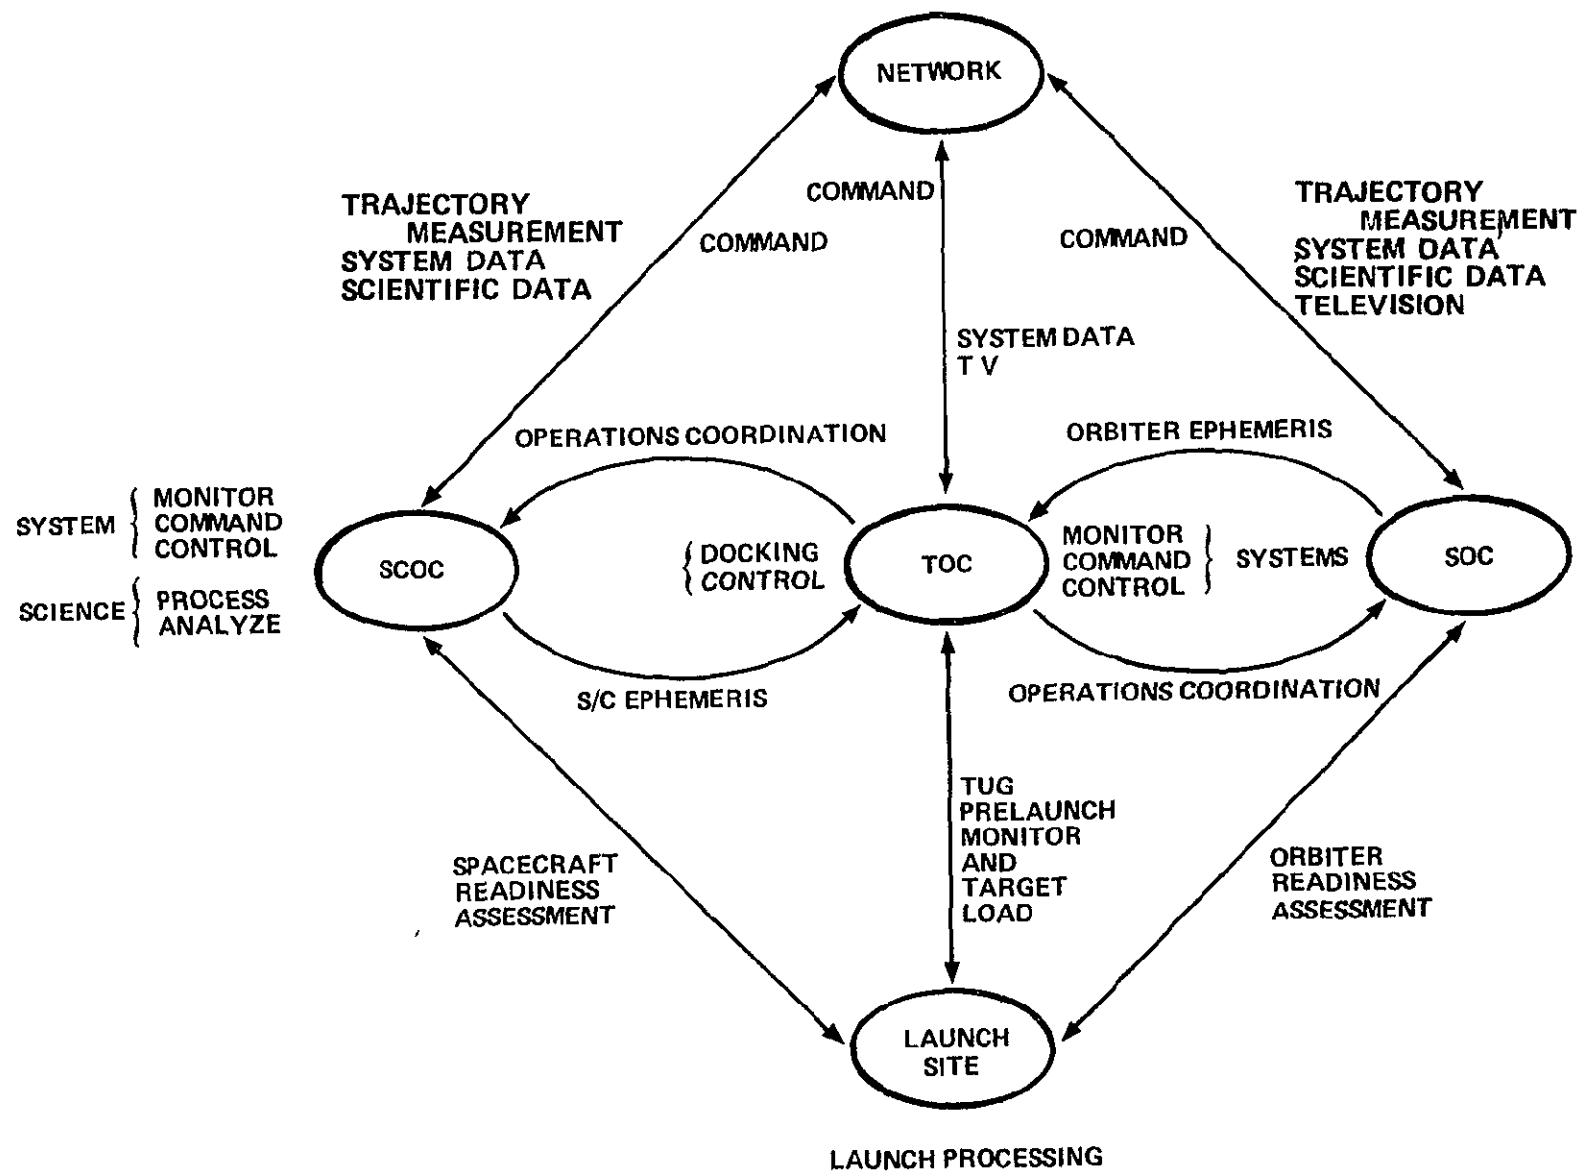 NETWORK
COMMAND
TRAJECTORY
MEASUREMENT
SYSTEM DATA
SCIENTIFIC DATA
COMMAND
COMMAND
TRAJECTORY
MEASUREMENT
SYSTEM DATA
SCIENTIFIC DATA
TELEVISION
SYSTEM DATA
T V
OPERATIONS COORDINATION
ORBITER EPHEMERIS
SYSTEM
MONITOR
COMMAND
CONTROL
SCIENCE
PROCESS
ANALYZE
SCOC
DOCKING
CONTROL
TOC
MONITOR
COMMAND
CONTROL
SYSTEMS
SOC
S/C EPHEMERIS
OPERATIONS COORDINATION
TUG
PRELAUNCH
MONITOR
AND
TARGET
LOAD
SPACECRAFT
READINESS
ASSESSMENT
ORBITER
READINESS
ASSESSMENT
LAUNCH
SITE
LAUNCH PROCESSING